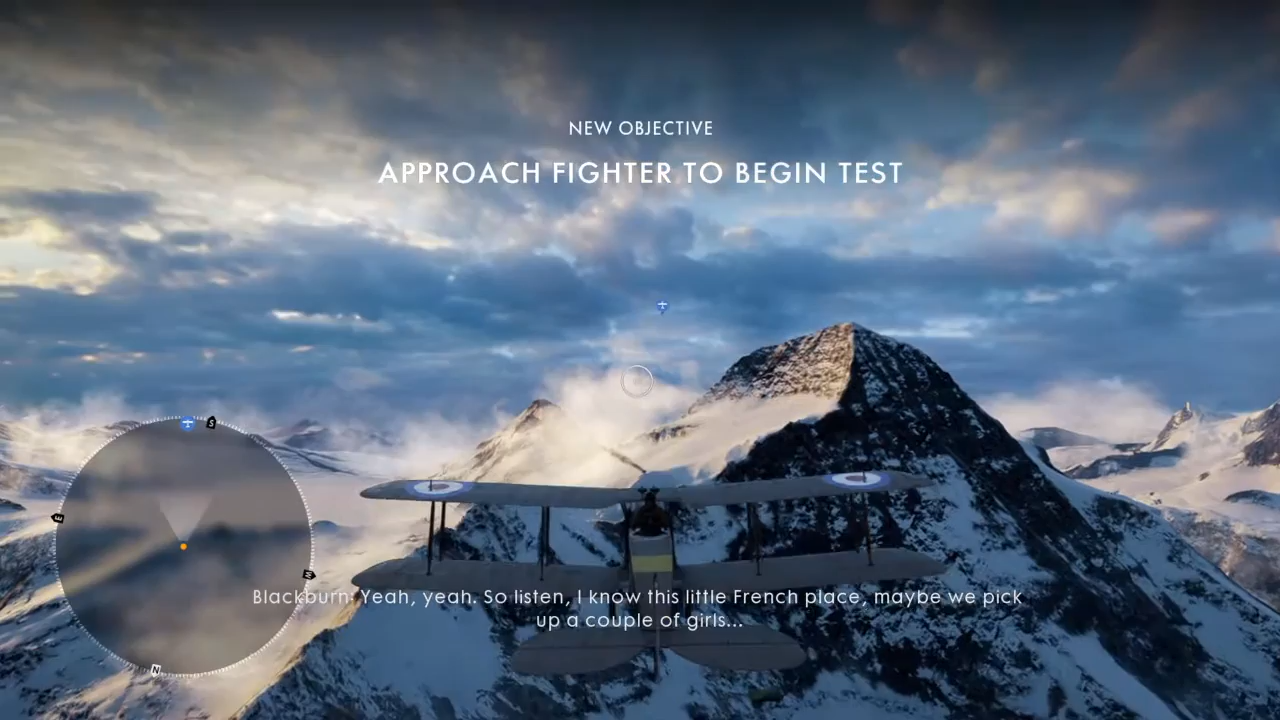 NEW OBJECTIVE
APPROACH FIGHTER TO BEGIN TEST
S
E
W
N
Blackburn: Yeah, yeah. So listen, I know this little French place, maybe we pick
up a couple of girls...